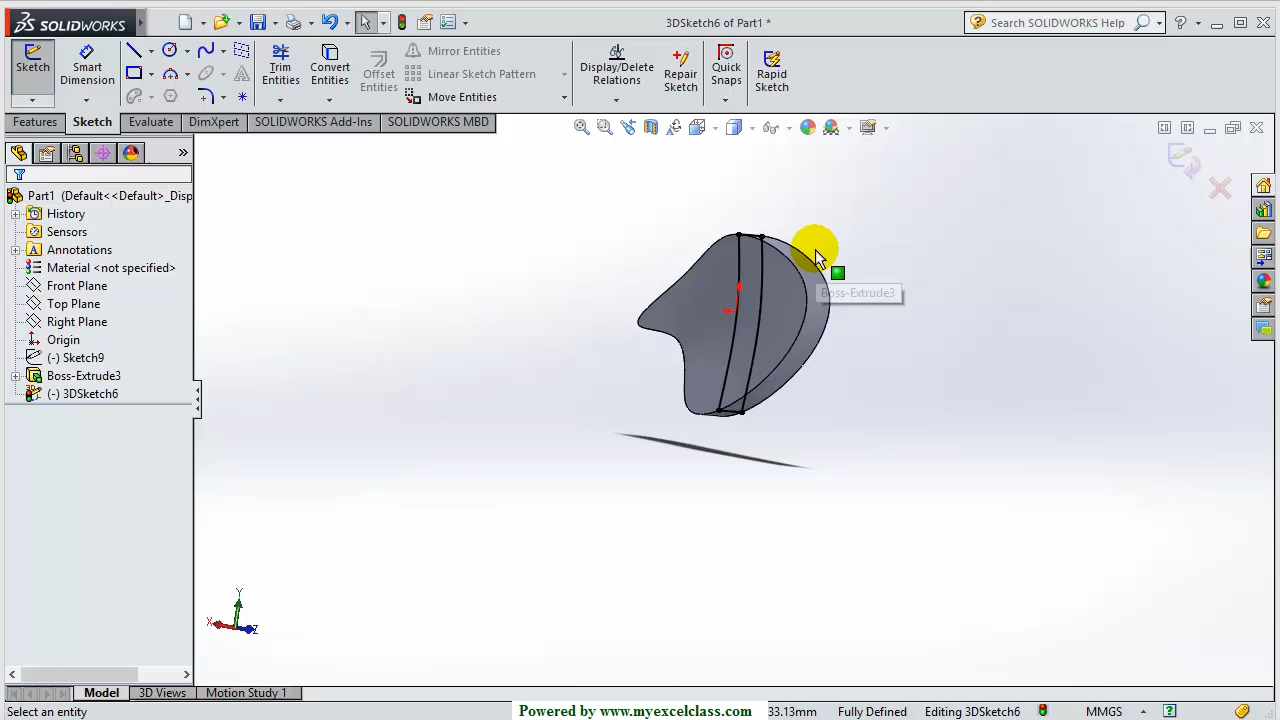 SOLIDWORKS
3DSketch6 of Part1 *
Search SOLIDWORKS Help
Sketch
Smart Dimension
Trim Entities
Convert Entities
Offset Entities
Mirror Entities
Linear Sketch Pattern
Move Entities
Display/Delete Relations
Repair Sketch
Quick Snaps
Rapid Sketch
Features
Sketch
Evaluate
DimXpert
SOLIDWORKS Add-Ins
SOLIDWORKS MBD
Part1 (Default<<Default>_Disp
History
Sensors
Annotations
Material <not specified>
Front Plane
Top Plane
Right Plane
Origin
(-) Sketch9
Boss-Extrude3
(-) 3DSketch6
Boss-Extrude3
Y
X
Z
Model
3D Views
Motion Study 1
Select an entity
Powered by www.myexcelclass.com
33.13mm
Fully Defined
Editing 3DSketch6
MMGS